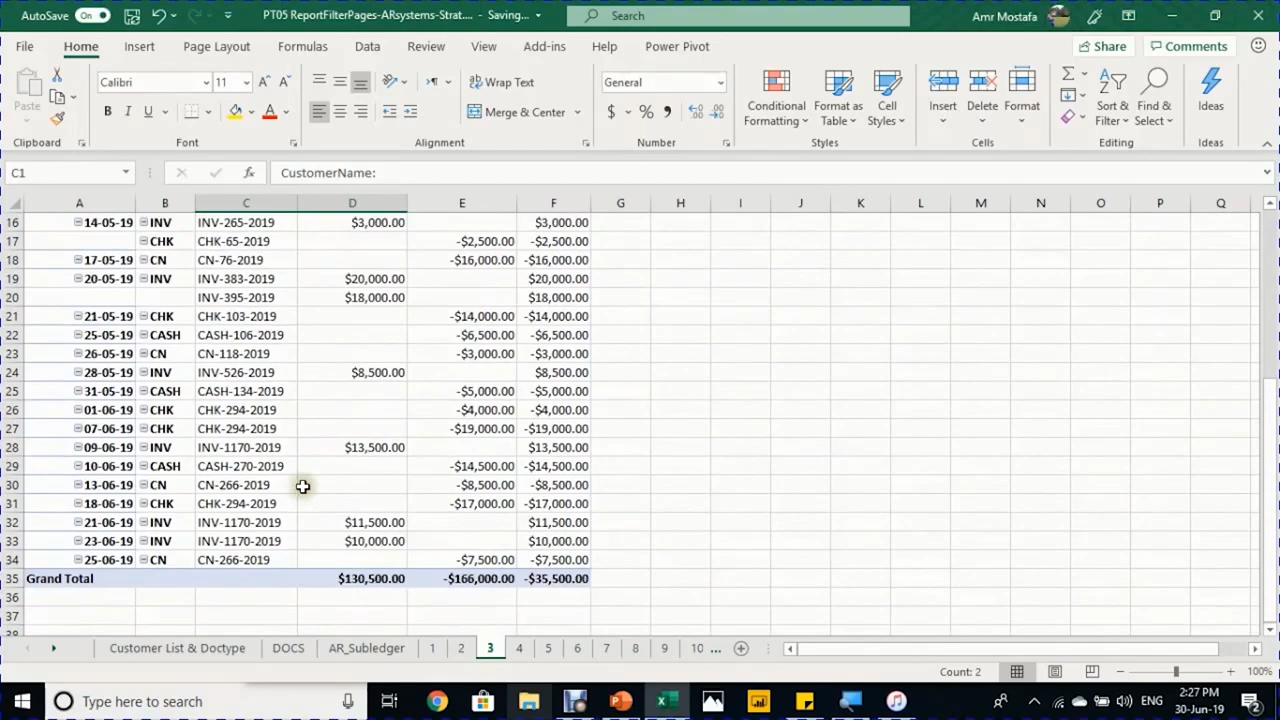 AutoSave On PT05 ReportFilterPages-ARsystems-Strat.... - Saving... Search Amr Mostafa
File Home Insert Page Layout Formulas Data Review View Add-ins Help Power Pivot Share Comments
Calibri 11 Wrap Text General
Paste B I U Merge & Center $ % Conditional Formatting Format as Table Cell Styles Insert Delete Format Sort & Filter Find & Select Ideas
Clipboard Font Alignment Number Styles Cells Editing Ideas
C1 fx CustomerName:
A B C D E F G H I J K L M N O P Q
16 14-05-19 INV INV-265-2019 $3,000.00 $3,000.00
17 CHK CHK-65-2019 -$2,500.00 -$2,500.00
18 17-05-19 CN CN-76-2019 -$16,000.00 -$16,000.00
19 20-05-19 INV INV-383-2019 $20,000.00 $20,000.00
20 INV-395-2019 $18,000.00 $18,000.00
21 21-05-19 CHK CHK-103-2019 -$14,000.00 -$14,000.00
22 25-05-19 CASH CASH-106-2019 -$6,500.00 -$6,500.00
23 26-05-19 CN CN-118-2019 -$3,000.00 -$3,000.00
24 28-05-19 INV INV-526-2019 $8,500.00 $8,500.00
25 31-05-19 CASH CASH-134-2019 -$5,000.00 -$5,000.00
26 01-06-19 CHK CHK-294-2019 -$4,000.00 -$4,000.00
27 07-06-19 CHK CHK-294-2019 -$19,000.00 -$19,000.00
28 09-06-19 INV INV-1170-2019 $13,500.00 $13,500.00
29 10-06-19 CASH CASH-270-2019 -$14,500.00 -$14,500.00
30 13-06-19 CN CN-266-2019 -$8,500.00 -$8,500.00
31 18-06-19 CHK CHK-294-2019 -$17,000.00 -$17,000.00
32 21-06-19 INV INV-1170-2019 $11,500.00 $11,500.00
33 23-06-19 INV INV-1170-2019 $10,000.00 $10,000.00
34 25-06-19 CN CN-266-2019 -$7,500.00 -$7,500.00
35 Grand Total $130,500.00 -$166,000.00 -$35,500.00
36
37
38
Customer List & Doctype DOCS AR_Subledger 1 2 3 4 5 6 7 8 9 10 ...
Count: 2 100%
Type here to search ENG 2:27 PM
30-Jun-19 2